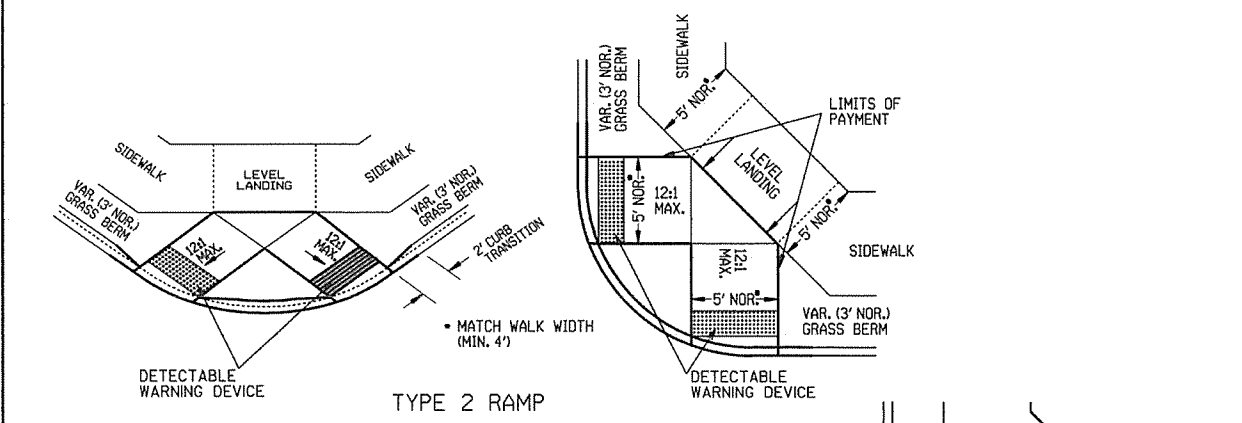 SIDEWALK
LEVEL
LANDING
SIDEWALK
VAR. (3' NOR.)
GRASS BERM
VAR. (3' NOR.)
GRASS BERM
12:1
MAX.
12:1
MAX.
2' CURB
TRANSITION
• MATCH WALK WIDTH
(MIN. 4')
DETECTABLE
WARNING DEVICE
TYPE 2 RAMP
VAR. (3' NOR.)
GRASS BERM
SIDEWALK
5' NOR.•
LIMITS OF
PAYMENT
LEVEL
LANDING
5' NOR.•
12:1
MAX.
5' NOR.•
SIDEWALK
12:1
MAX.
5' NOR.•
VAR. (3' NOR.)
GRASS BERM
DETECTABLE
WARNING DEVICE